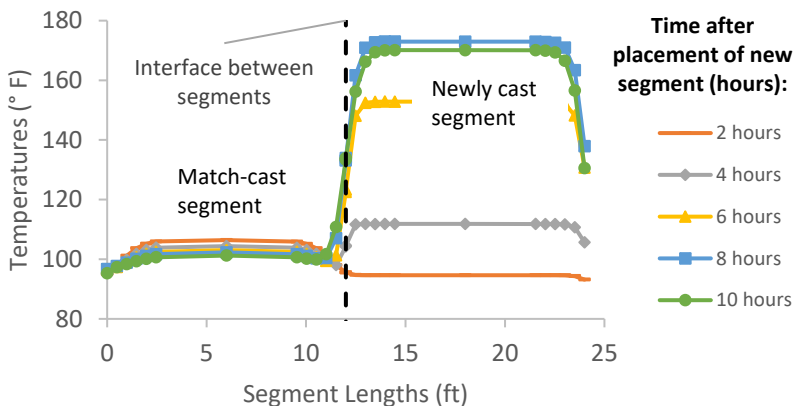 180
160
140
120
100
80
Temperatures (° F)
0
5
10
15
20
25
Segment Lengths (ft)
Interface between
segments
Match-cast
segment
Newly cast
segment
Time after
placement of new
segment (hours):
2 hours
4 hours
6 hours
8 hours
10 hours